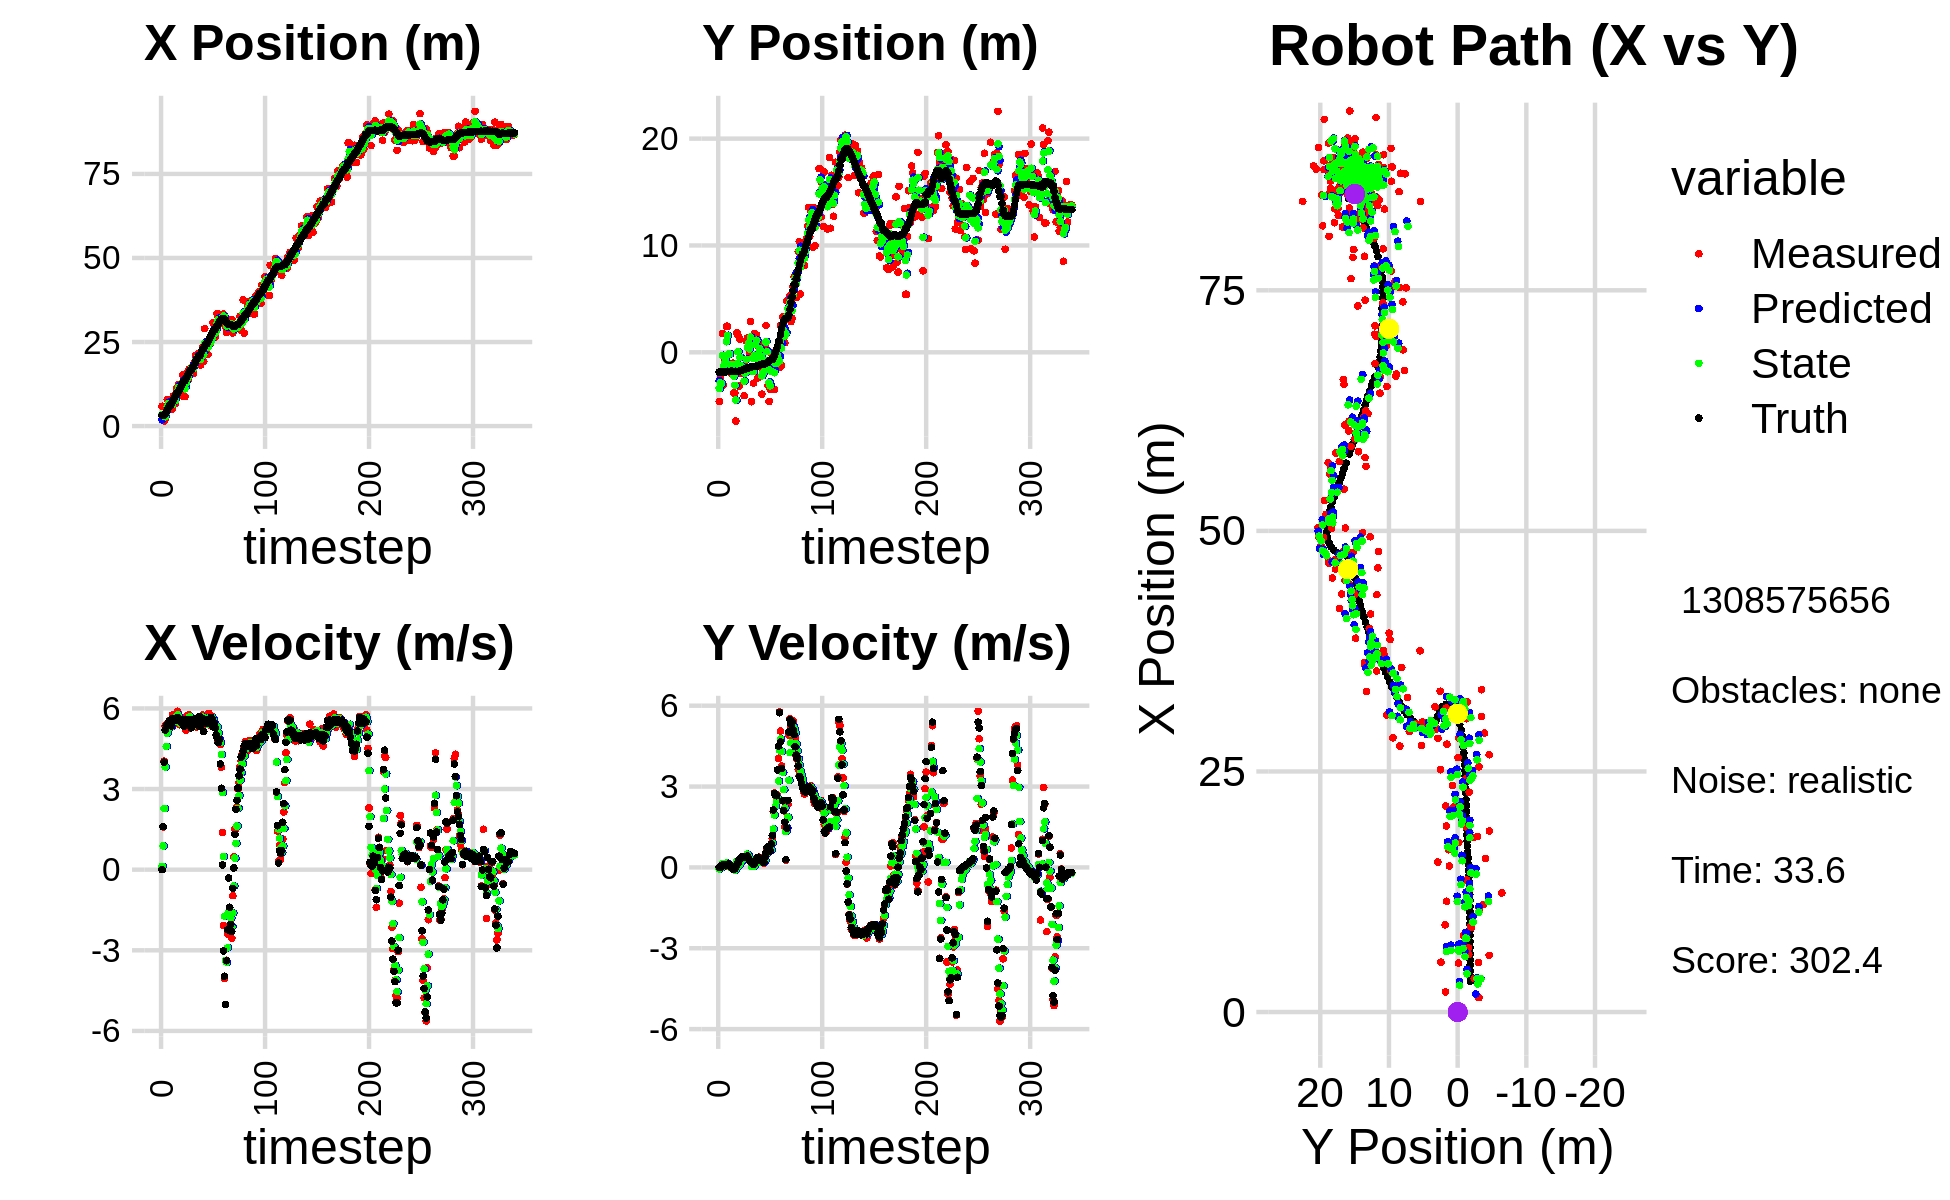 X Position (m)
75
50
25
0
0 100 200 300
timestep
Y Position (m)
20
10
0
0 100 200 300
timestep
X Velocity (m/s)
6
3
0
-3
-6
0 100 200 300
timestep
Y Velocity (m/s)
6
3
0
-3
-6
0 100 200 300
timestep
Robot Path (X vs Y)
X Position (m)
75
50
25
0
20 10 0 -10 -20
Y Position (m)
variable
Measured
Predicted
State
Truth
1308575656
Obstacles: none
Noise: realistic
Time: 33.6
Score: 302.4